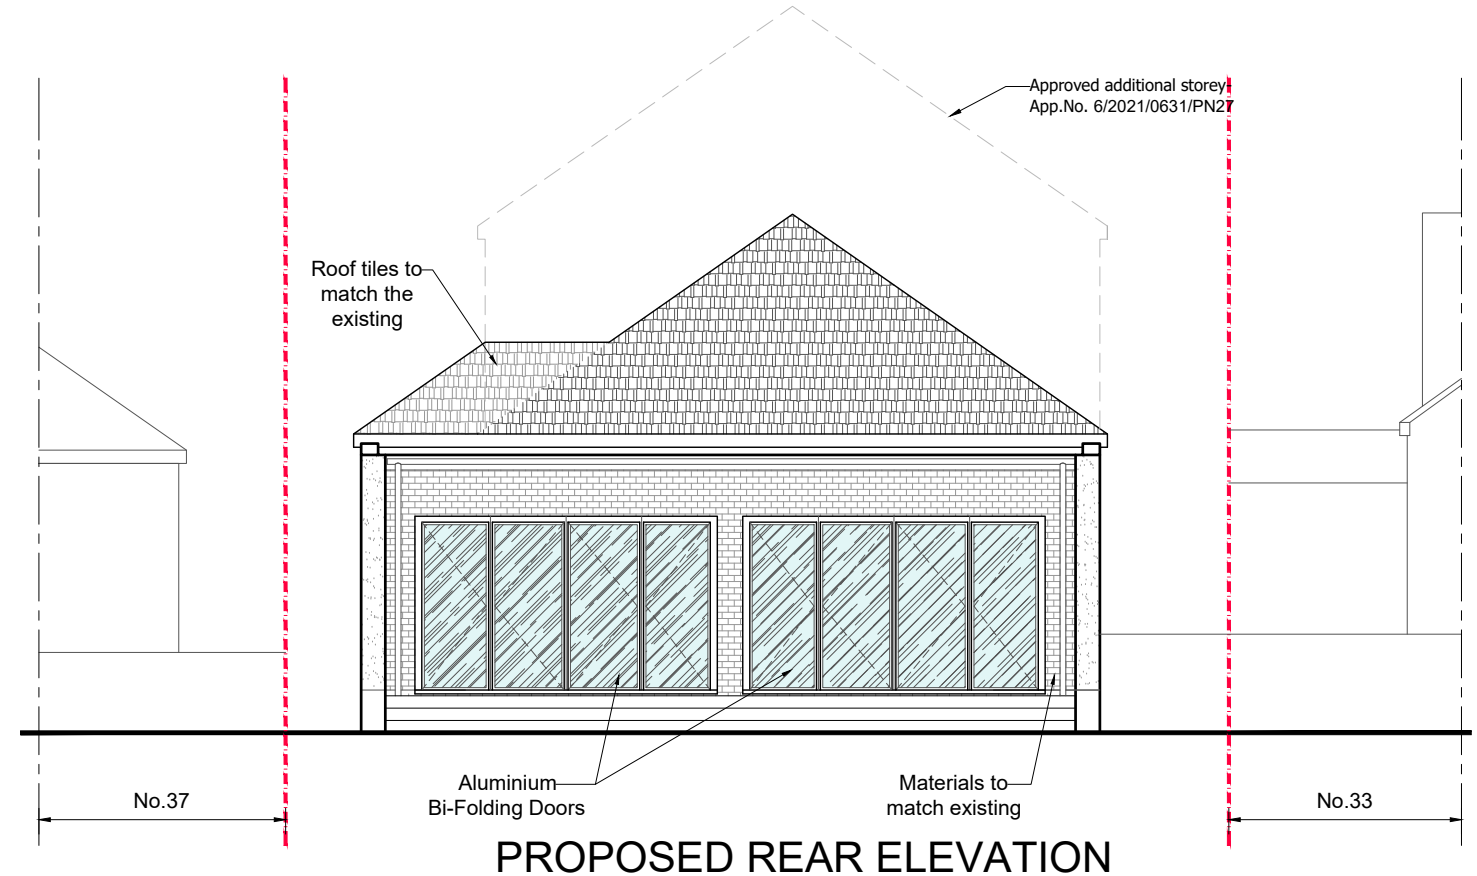 Approved additional storey
App.No. 6/2021/0631/PN27
Roof tiles to
match the
existing
Aluminium
Bi-Folding Doors
Materials to
match existing
No.37
No.33
PROPOSED REAR ELEVATION